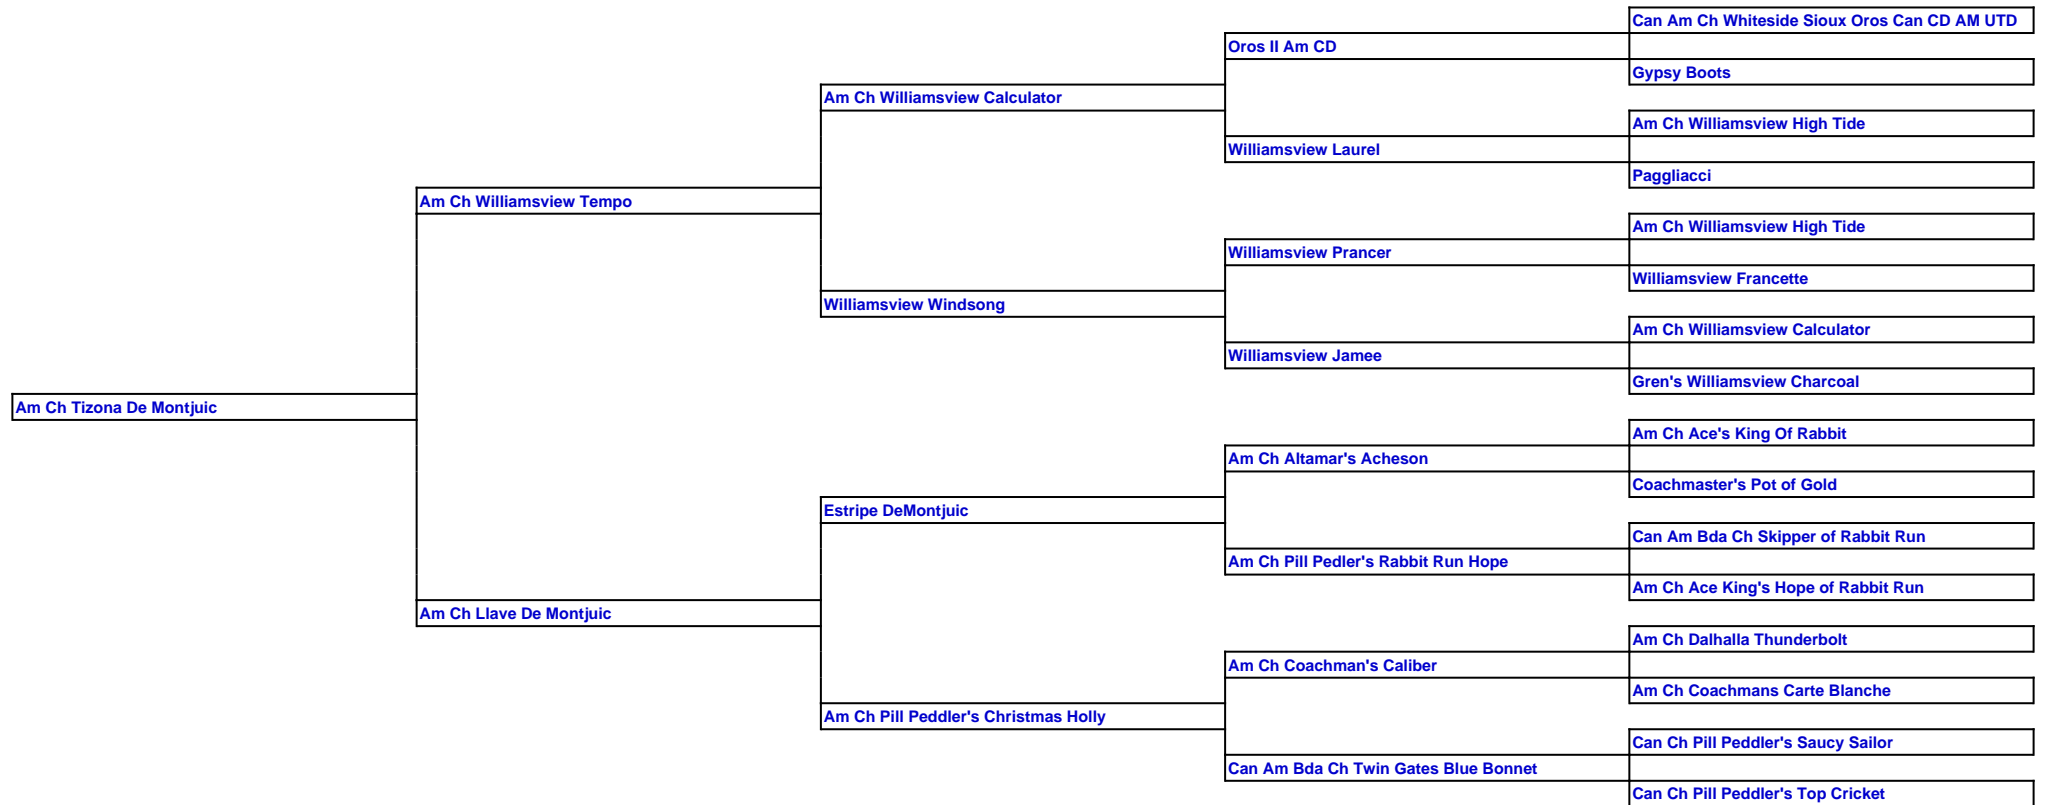 Can Am Ch Whiteside Sioux Oros Can CD AM UTD
Oros II Am CD
Gypsy Boots
Am Ch Williamsview Calculator
Am Ch Williamsview High Tide
Williamsview Laurel
Paggliacci
Am Ch Williamsview Tempo
Am Ch Williamsview High Tide
Williamsview Prancer
Williamsview Francette
Williamsview Windsong
Am Ch Williamsview Calculator
Williamsview Jamee
Gren's Williamsview Charcoal
Am Ch Tizona De Montjuic
Am Ch Ace's King Of Rabbit
Am Ch Altamar's Acheson
Coachmaster's Pot of Gold
Estripe DeMontjuic
Can Am Bda Ch Skipper of Rabbit Run
Am Ch Pill Pedler's Rabbit Run Hope
Am Ch Ace King's Hope of Rabbit Run
Am Ch Llave De Montjuic
Am Ch Dalhalla Thunderbolt
Am Ch Coachman's Caliber
Am Ch Coachmans Carte Blanche
Am Ch Pill Peddler's Christmas Holly
Can Ch Pill Peddler's Saucy Sailor
Can Am Bda Ch Twin Gates Blue Bonnet
Can Ch Pill Peddler's Top Cricket